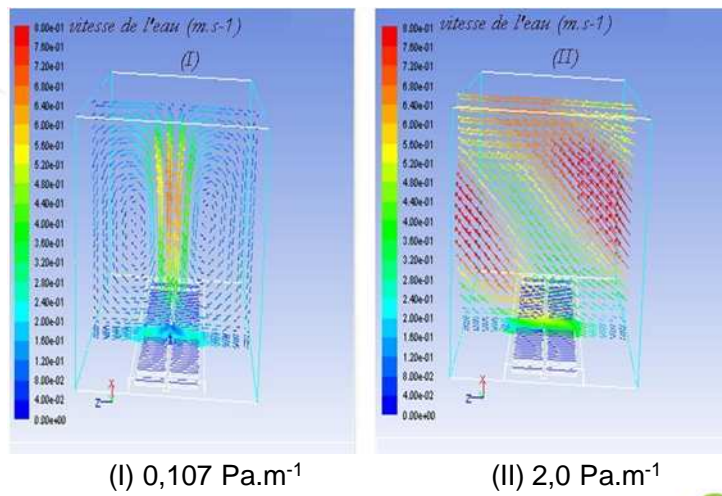 vitesse de l'eau (m.s-1)
(I)
8.00e-01
7.60e-01
7.20e-01
6.80e-01
6.40e-01
6.00e-01
5.60e-01
5.20e-01
4.80e-01
4.40e-01
4.00e-01
3.60e-01
3.20e-01
2.80e-01
2.40e-01
2.00e-01
1.60e-01
1.20e-01
8.00e-02
4.00e-02
0.00e+00
X
Z
vitesse de l'eau (m.s-1)
(II)
8.00e-01
7.60e-01
7.20e-01
6.80e-01
6.40e-01
6.00e-01
5.60e-01
5.20e-01
4.80e-01
4.40e-01
4.00e-01
3.60e-01
3.20e-01
2.80e-01
2.40e-01
2.00e-01
1.60e-01
1.20e-01
8.00e-02
4.00e-02
0.00e+00
X
Z
(I) 0,107 Pa.m-1
(II) 2,0 Pa.m-1